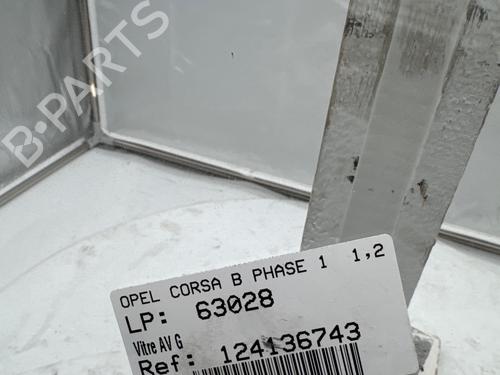 B-PARTS
OPEL CORSA B PHASE 1 1,2
LP: 63028
Vitre AV G
Ref: 124136743